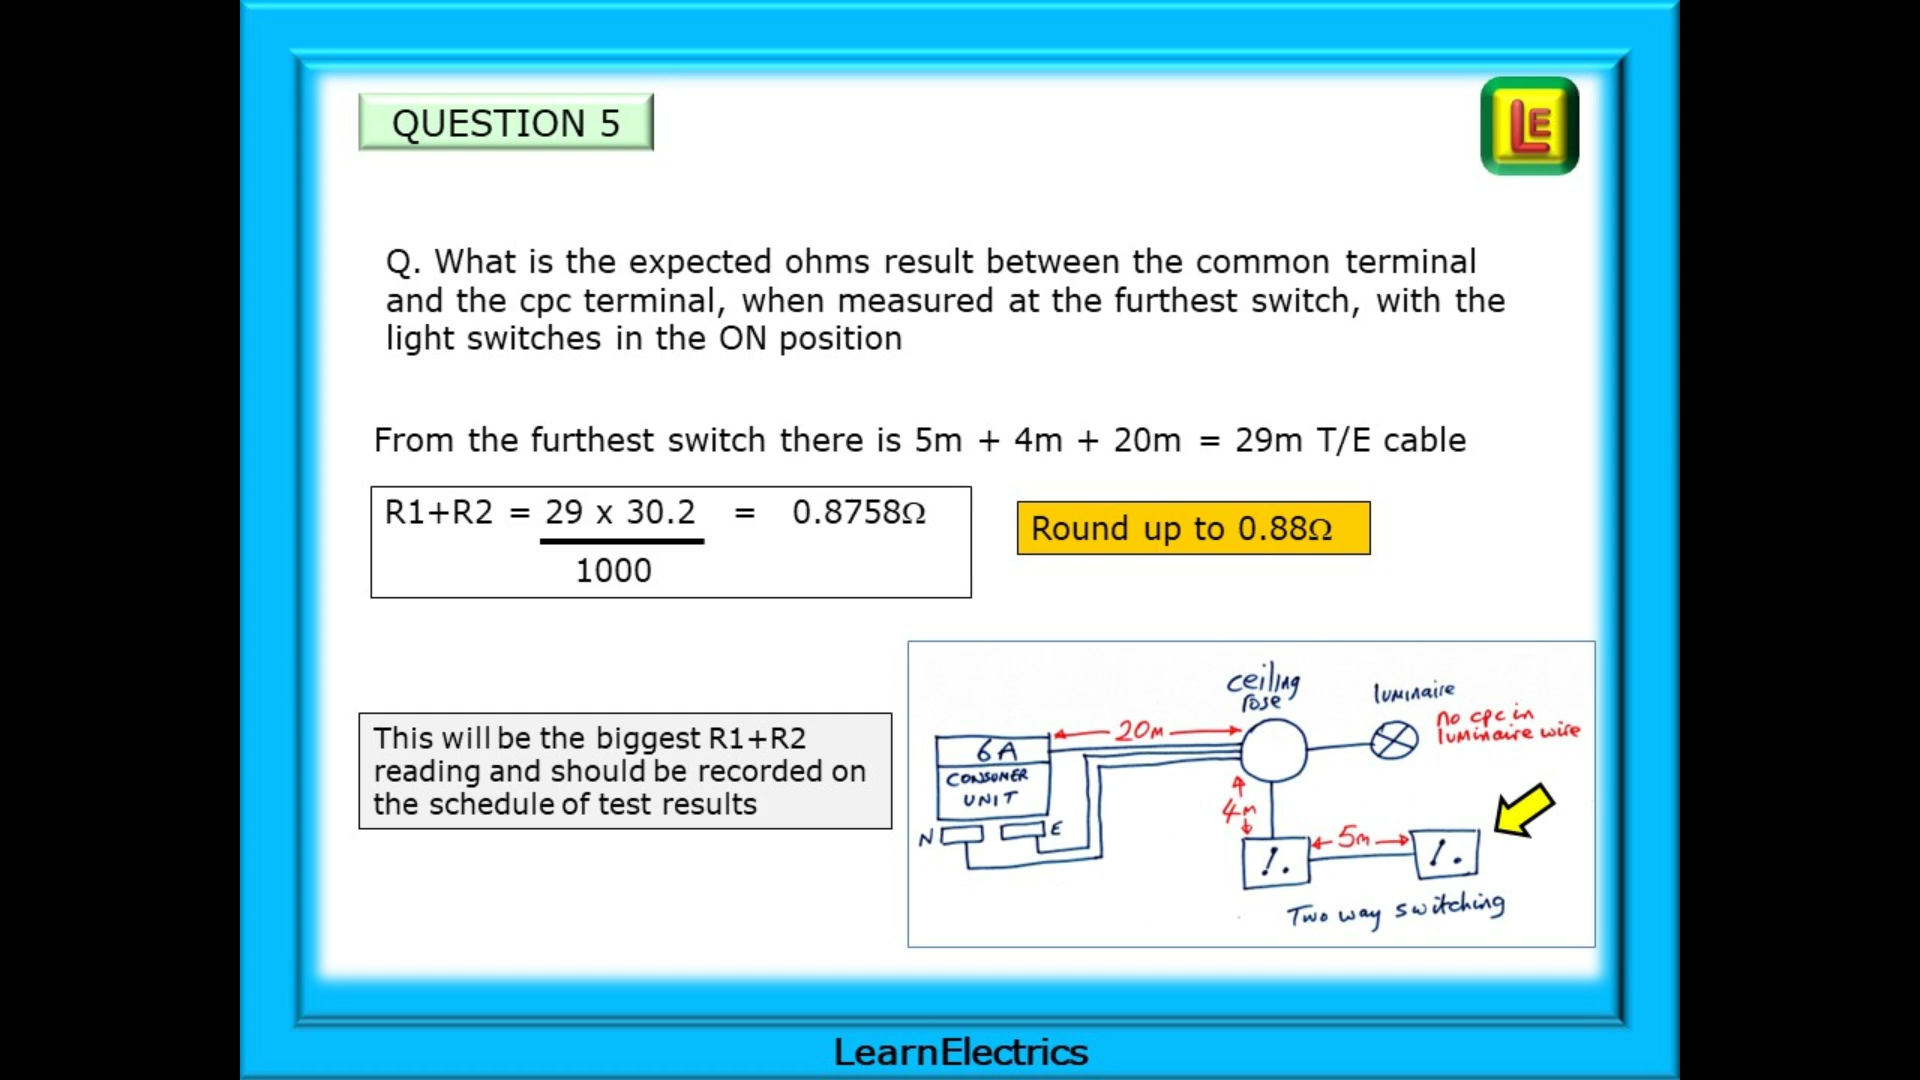 QUESTION 5
LE
Q. What is the expected ohms result between the common terminal
and the cpc terminal, when measured at the furthest switch, with the
light switches in the ON position
From the furthest switch there is 5m + 4m + 20m = 29m T/E cable
R1+R2 = 29 x 30.2 = 0.8758Ω
1000
Round up to 0.88Ω
This will be the biggest R1+R2
reading and should be recorded on
the schedule of test results
ceiling
rose
luminaire
no cpc in
luminaire wire
20m
6A
CONSUMER
UNIT
N
E
4m
5m
Two way switching
LearnElectrics